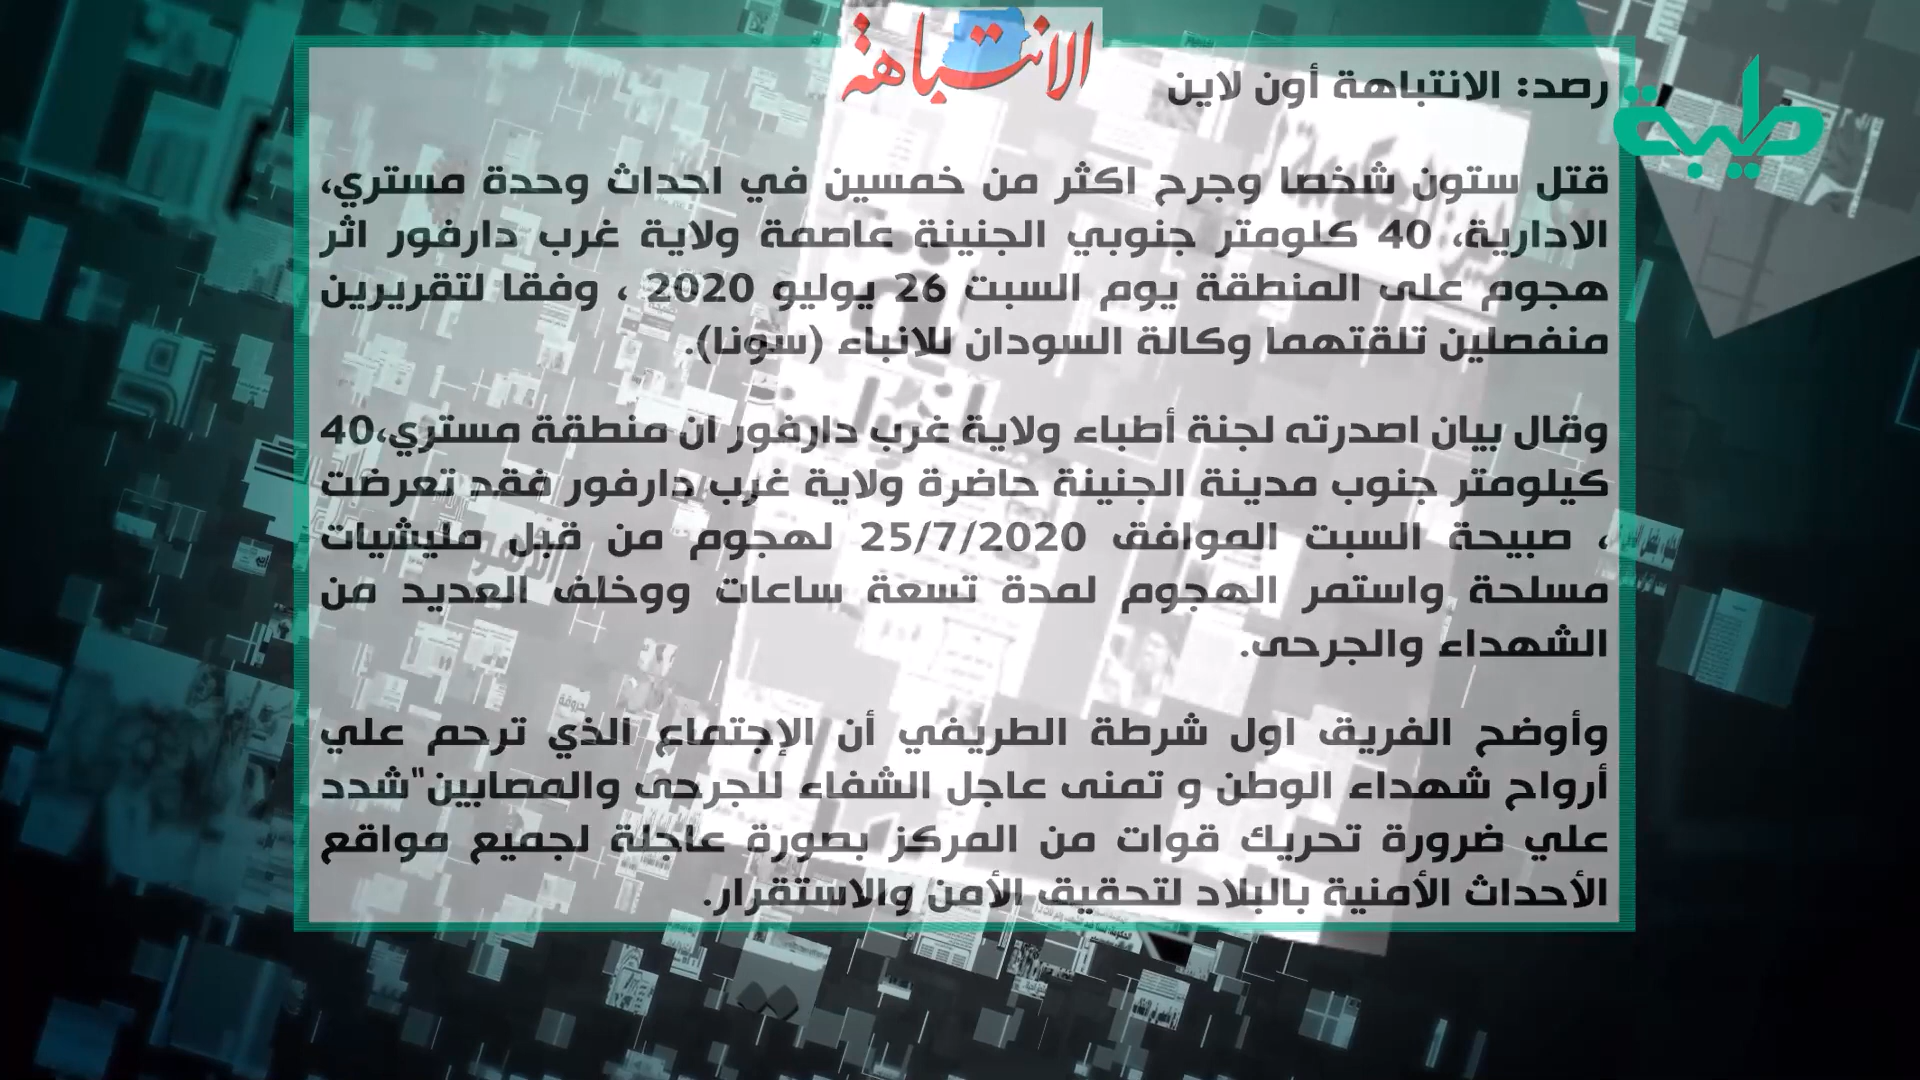 الانتباهة
رصد: الانتباهة أون لاين
طيبة
قتل ستون شخصا وجرح اكثر من خمسين في احداث وحدة مستري،
الادارية، 40 كلومتر جنوبي الجنينة عاصمة ولاية غرب دارفور اثر
هجوم على المنطقة يوم السبت 26 يوليو 2020 ، وفقا لتقريرين
منفصلين تلقتهما وكالة السودان للانباء (سونا).
وقال بيان اصدرته لجنة أطباء ولاية غرب دارفور ان منطقة مستري،40
كيلومتر جنوب مدينة الجنينة حاضرة ولاية غرب دارفور فقد تعرضت
، صبيحة السبت الموافق 25/7/2020 لهجوم من قبل مليشيات
مسلحة واستمر الهجوم لمدة تسعة ساعات ووخلف العديد من
الشهداء والجرحى.
وأوضح الفريق اول شرطة الطريفي أن الإجتماع الذي ترحم علي
أرواح شهداء الوطن و تمنى عاجل الشفاء للجرحى والمصابين"شدد
علي ضرورة تحريك قوات من المركز بصورة عاجلة لجميع مواقع
الأحداث الأمنية بالبلاد لتحقيق الأمن والاستقرار.